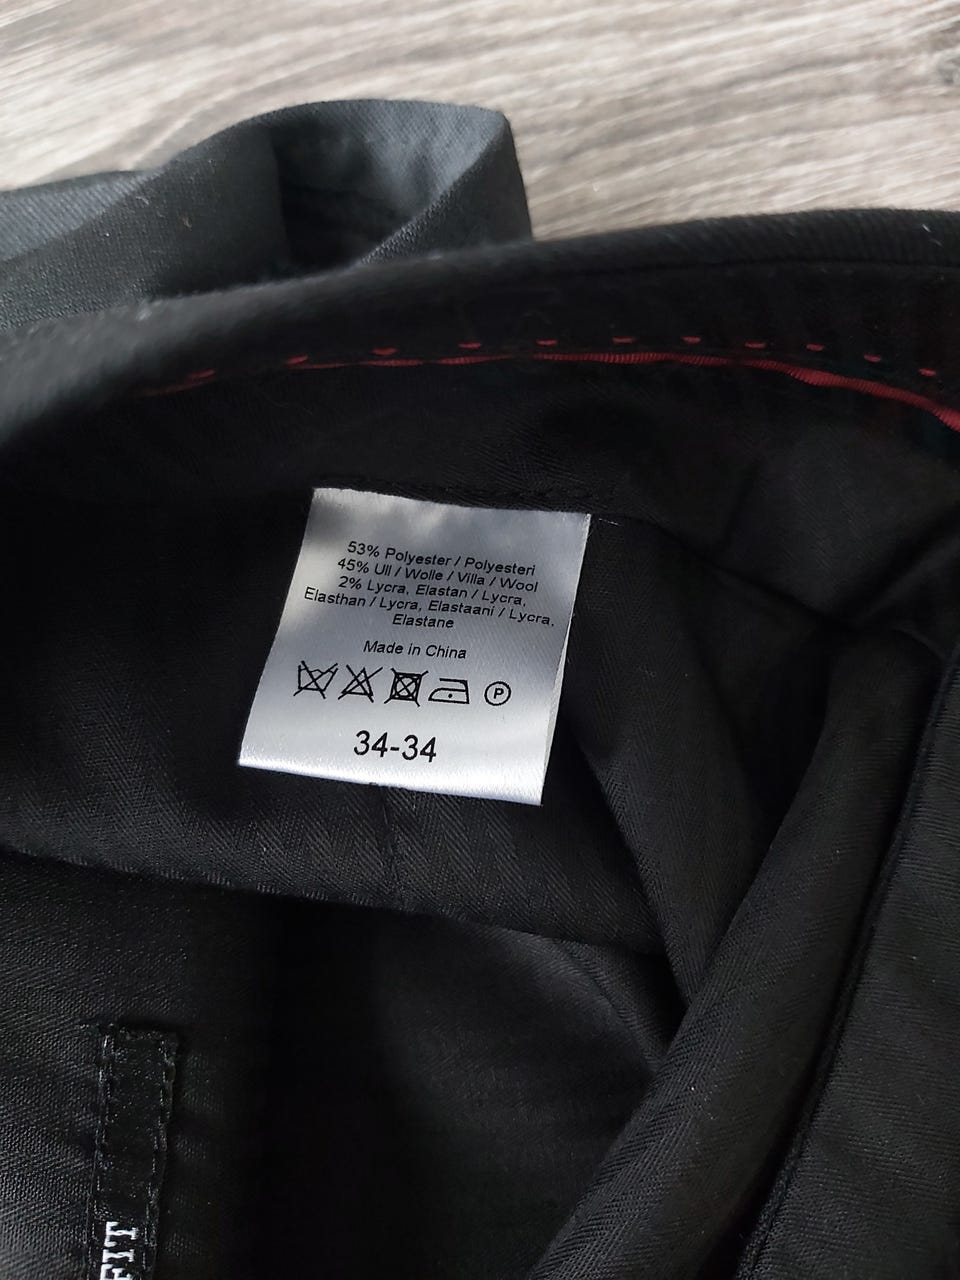 53% Polyester / Polyesteri
45% Ull / Wolle / Villa / Wool
2% Lycra, Elastan / Lycra,
Elasthan / Lycra, Elastaani / Lycra,
Elastane
Made in China
P
34-34
FIT